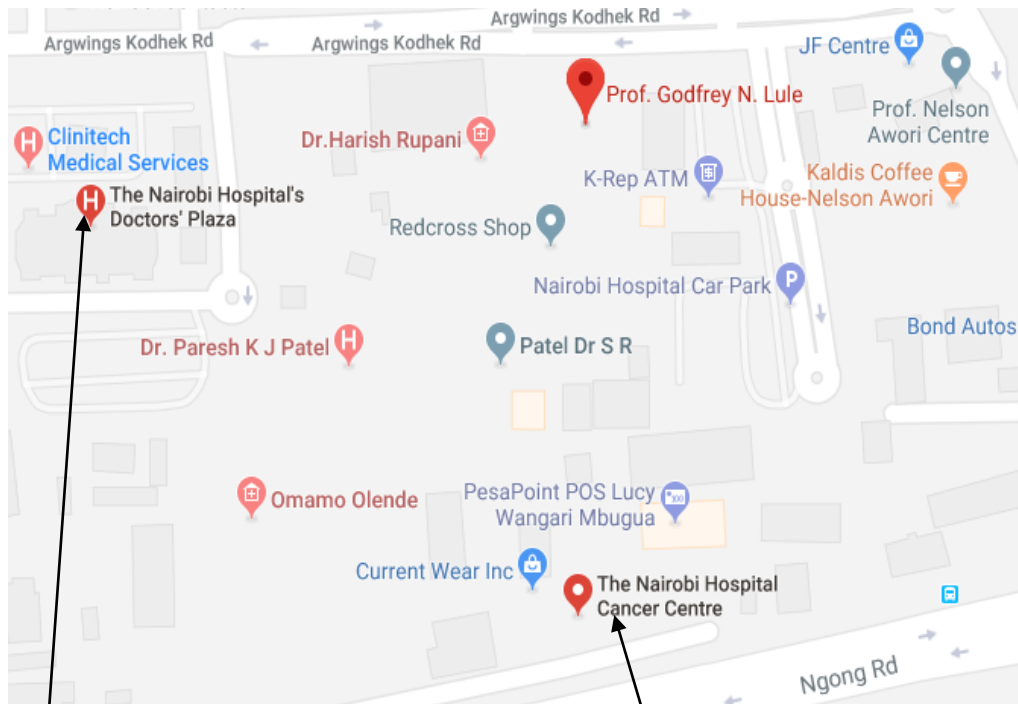 Argwings Kodhek Rd
Argwings Kodhek Rd
Argwings Kodhek Rd
JF Centre
Prof. Godfrey N. Lule
Prof. Nelson
Awori Centre
Clinitech
Medical Services
Dr.Harish Rupani
K-Rep ATM
Kaldis Coffee
House-Nelson Awori
The Nairobi Hospital's
Doctors' Plaza
Redcross Shop
Nairobi Hospital Car Park
P
Bond Autos
Dr. Paresh K J Patel
Patel Dr S R
Omamo Olende
PesaPoint POS Lucy
Wangari Mbugua
Current Wear Inc
The Nairobi Hospital
Cancer Centre
Ngong Rd
H
H
H
$